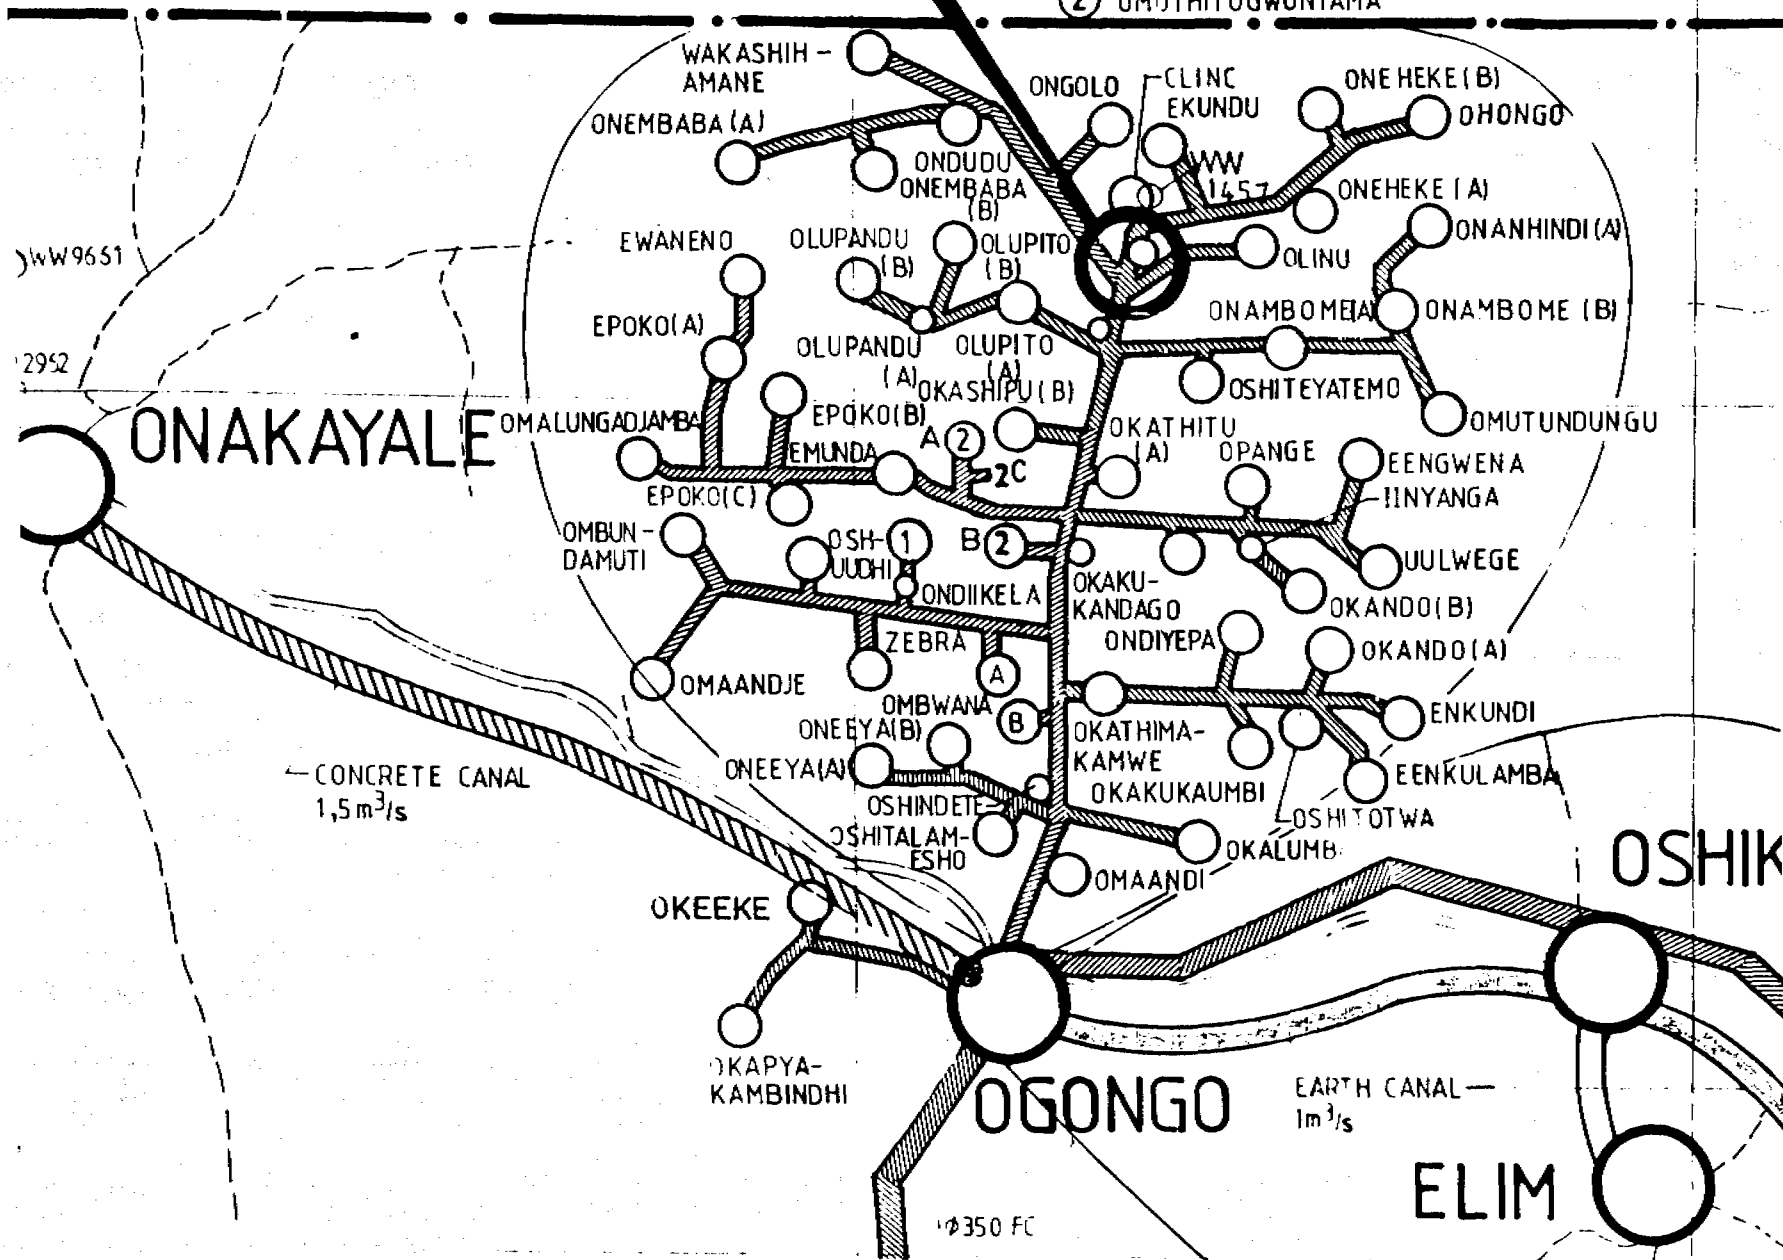 2 OMUTHITUGWONYAMA
WAKASHIH-
AMANE
ONGOLO
CLINC
EKUNDU
ONEHEKE(B)
OHONGO
ONEMBABA(A)
ONDUDU
ONEMBABA
(B)
WW
1457
ONEHEKE(A)
EWANENO
OLUPANDU
(B)
OLUPITO
(B)
OLINU
ONANHINDI(A)
WW9651
EPOKO(A)
ONAMBOME(A)
ONAMBOME (B)
OLUPANDU
(A)
OLUPITO
(A)
OKASHIPU(B)
OSHITEYATEMO
2952
ONAKAYALE
OMALUNGADJAMBA
EPOKO(B)
A
2
2C
OKATHITU
(A)
OPANGE
OMUTUNDUNGU
EMUNDA
EENGWENA
IINYANGA
EPOKO(C)
OMBUN-
DAMUTI
OSH-
UUDHI
1
B
2
UULWEGE
ONDIIKELA
OKAKU-
KANDAGO
OKANDO(B)
ZEBRA
ONDIYEPA
OKANDO(A)
OMAANDJE
A
OMBWANA
B
ENKUNDI
ONEEYA(B)
OKATHIMA-
KAMWE
ONEEYA(A)
EENKULAMBA
CONCRETE CANAL
1,5m³/s
OSHINDETE
OKAKUKAUMBI
OSHITOTWA
OSHITALAM-
ESHO
OKALUMB
OMAANDI
OSHIK
OKEEKE
OKAPYA-
KAMBINDHI
OGONGO
EARTH CANAL
1m³/s
ELIM
Ø350 FC